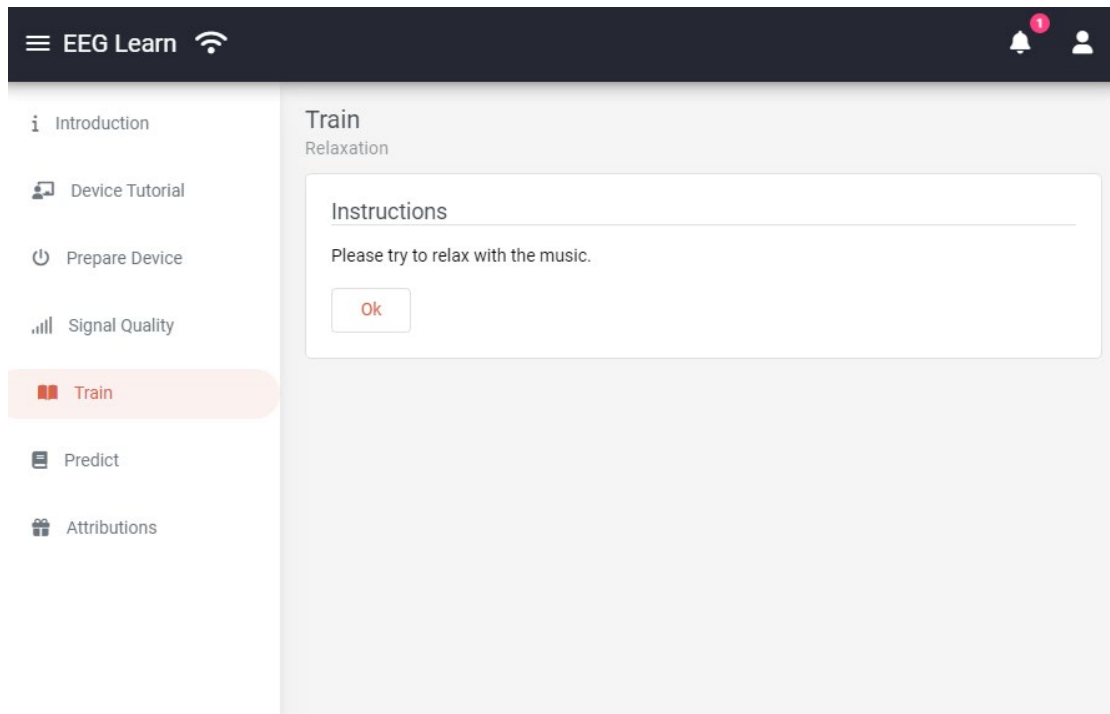 EEG Learn
1
Introduction
Device Tutorial
Prepare Device
Signal Quality
Train
Predict
Attributions
Train
Relaxation
Instructions
Please try to relax with the music.
Ok